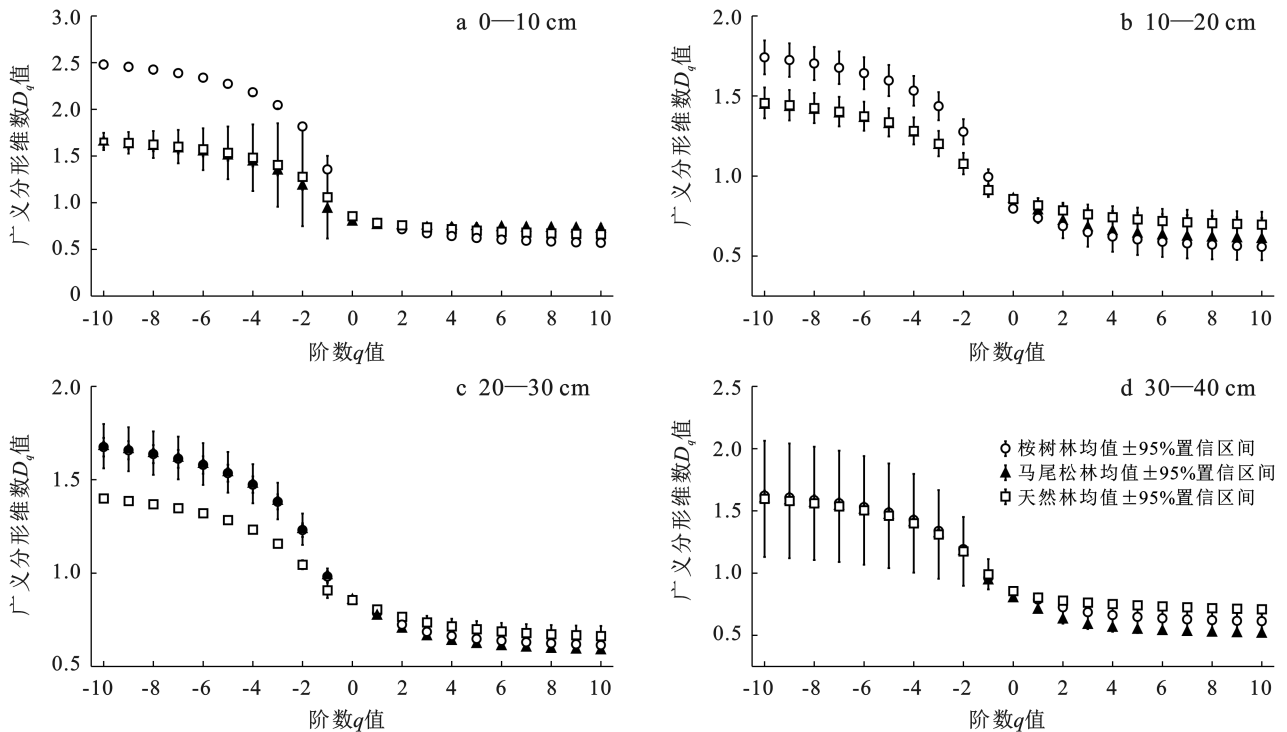 a 0—10 cm
3.0
2.5
2.0
1.5
1.0
0.5
0
广义分形维数Dq值
-10 -8 -6 -4 -2 0 2 4 6 8 10
阶数q值
b 10—20 cm
2.0
1.5
1.0
0.5
广义分形维数Dq值
-10 -8 -6 -4 -2 0 2 4 6 8 10
阶数q值
c 20—30 cm
2.0
1.5
1.0
0.5
广义分形维数Dq值
-10 -8 -6 -4 -2 0 2 4 6 8 10
阶数q值
d 30—40 cm
2.5
2.0
1.5
1.0
0.5
广义分形维数Dq值
桉树林均值±95%置信区间
马尾松林均值±95%置信区间
天然林均值±95%置信区间
-10 -8 -6 -4 -2 0 2 4 6 8 10
阶数q值